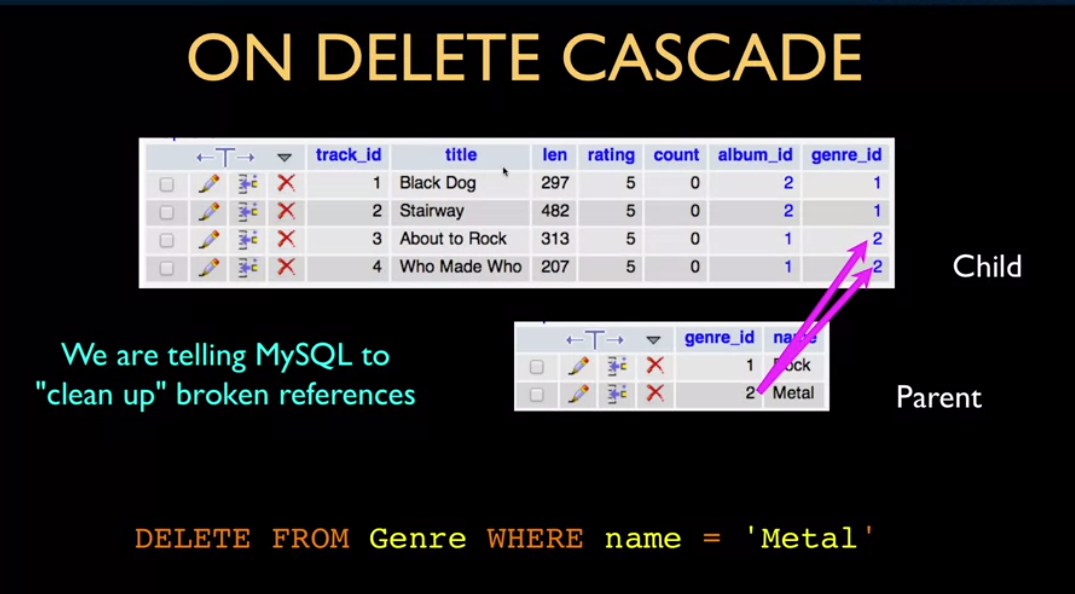 ON DELETE CASCADE
track_id title len rating count album_id genre_id
1 Black Dog 297 5 0 2 1
2 Stairway 482 5 0 2 1
3 About to Rock 313 5 0 1 2
4 Who Made Who 207 5 0 1 2
Child
We are telling MySQL to
"clean up" broken references
genre_id name
1 Rock
2 Metal
Parent
DELETE FROM Genre WHERE name = 'Metal'